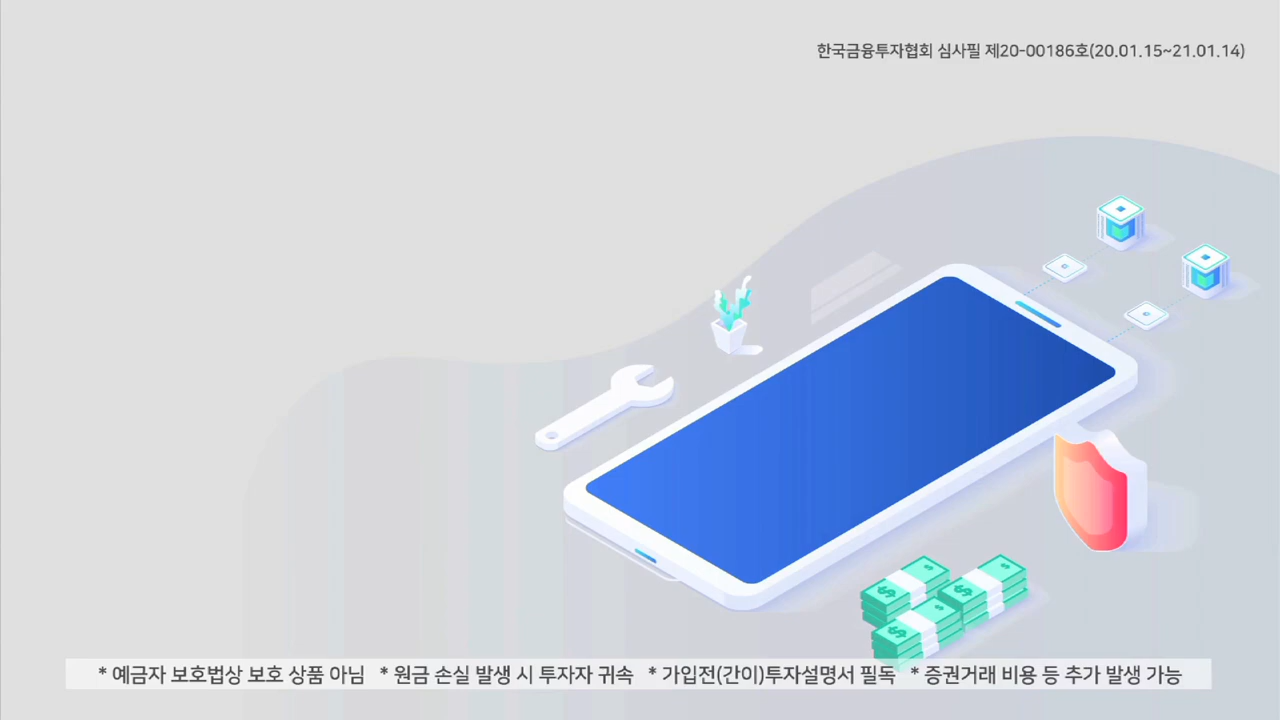 한국금융투자협회 심사필 제20-00186호(20.01.15~21.01.14)
* 예금자 보호법상 보호 상품 아님 * 원금 손실 발생 시 투자자 귀속 * 가입전(간이)투자설명서 필독 * 증권거래 비용 등 추가 발생 가능